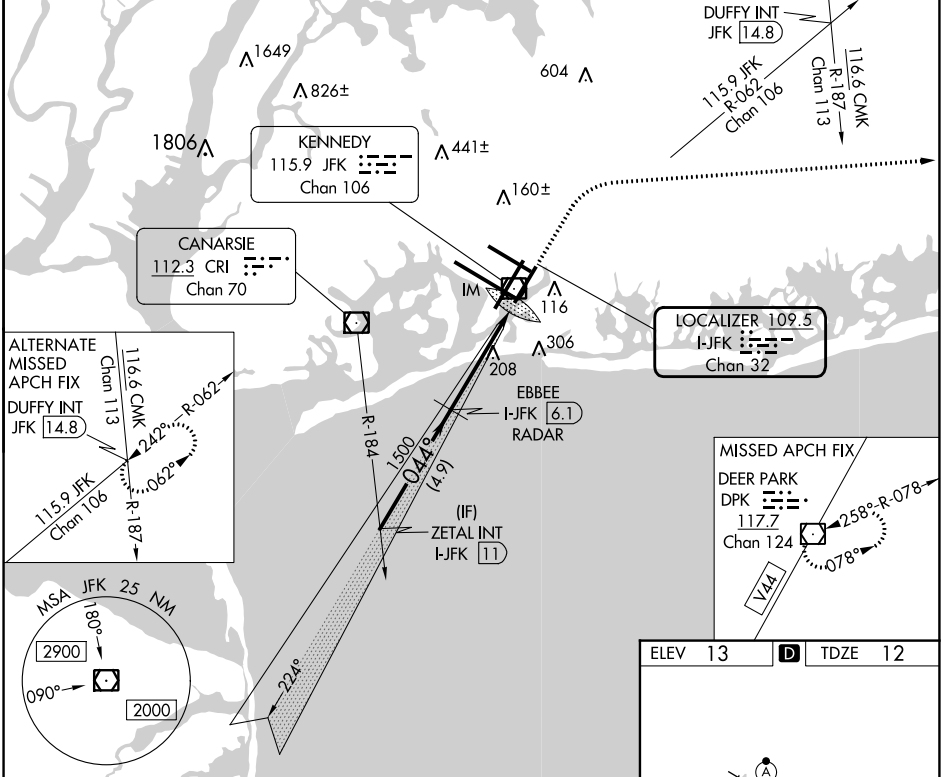 DUFFY INT
JFK 14.8
115.9 JFK
R-062
Chan 106
116.6 CMK
R-187
Chan 113
1649
826±
604
1806
441±
160±
KENNEDY
115.9 JFK
Chan 106
CANARSIE
112.3 CRI
Chan 70
IM
116
LOCALIZER 109.5
I-JFK
Chan 32
306
208
ALTERNATE
MISSED
APCH FIX
DUFFY INT
JFK 14.8
116.6 CMK
Chan 113
R-187
242°
R-062
062°
115.9 JFK
Chan 106
R-184
1500
044°
(4.9)
EBBEE
I-JFK 6.1
RADAR
(IF)
ZETAL INT
I-JFK 11
224°
MISSED APCH FIX
DEER PARK
DPK
117.7
Chan 124
258°-R-078
078°
V44
MSA JFK 25 NM
180°
2900
090°
2000
ELEV 13 D TDZE 12
A